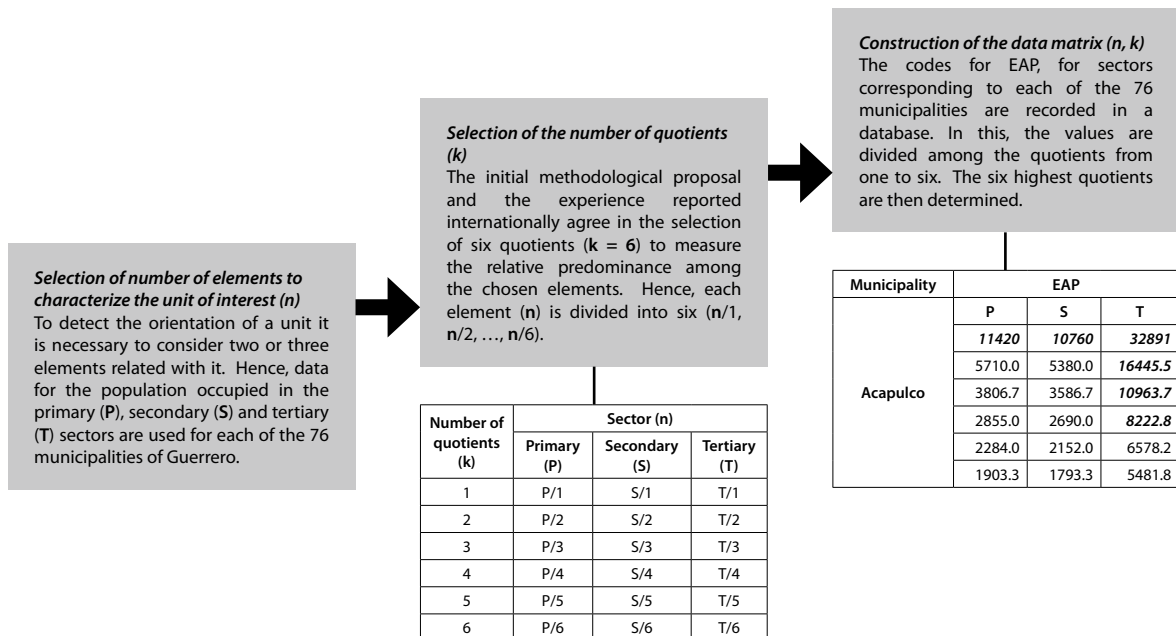 Selection of number of elements to
characterize the unit of interest (n)
To detect the orientation of a unit it
is necessary to consider two or three
elements related with it. Hence, data
for the population occupied in the
primary (P), secondary (S) and tertiary
(T) sectors are used for each of the 76
municipalities of Guerrero.
Selection of the number of quotients
(k)
The initial methodological proposal
and the experience reported
internationally agree in the selection
of six quotients (k = 6) to measure
the relative predominance among
the chosen elements. Hence, each
element (n) is divided into six (n/1,
n/2, …, n/6).
Number of
quotients
(k)
Sector (n)
Primary
(P)
Secondary
(S)
Tertiary
(T)
1 P/1 S/1 T/1
2 P/2 S/2 T/2
3 P/3 S/3 T/3
4 P/4 S/4 T/4
5 P/5 S/5 T/5
6 P/6 S/6 T/6
Construction of the data matrix (n, k)
The codes for EAP, for sectors
corresponding to each of the 76
municipalities are recorded in a
database. In this, the values are
divided among the quotients from
one to six. The six highest quotients
are then determined.
Municipality EAP
P S T
11420 10760 32891
5710.0 5380.0 16445.5
Acapulco 3806.7 3586.7 10963.7
2855.0 2690.0 8222.8
2284.0 2152.0 6578.2
1903.3 1793.3 5481.8